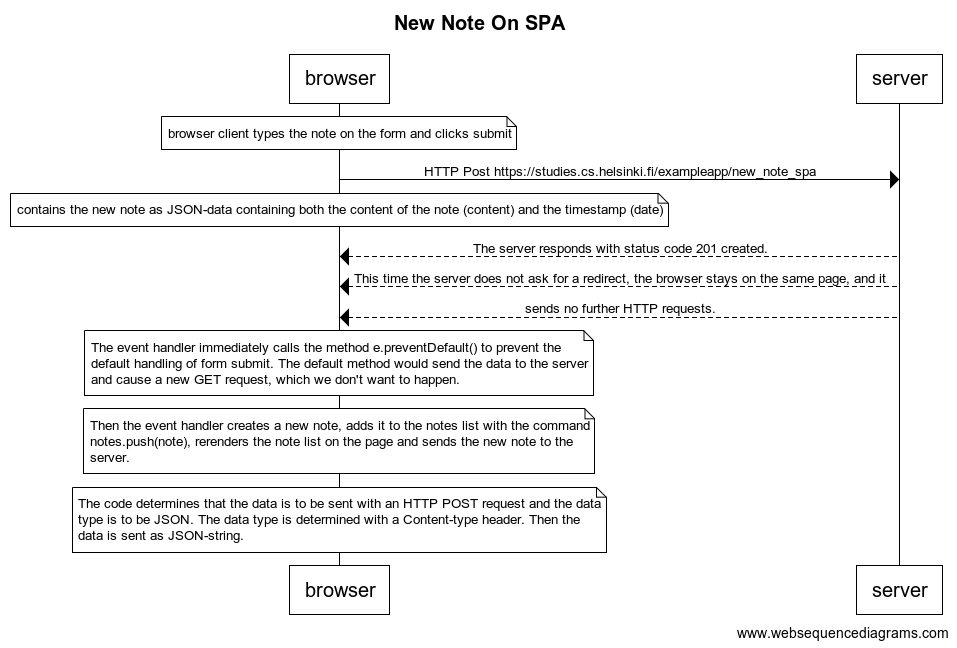 New Note On SPA
browser
server
browser client types the note on the form and clicks submit
HTTP Post https://studies.cs.helsinki.fi/exampleapp/new_note_spa
contains the new note as JSON-data containing both the content of the note (content) and the timestamp (date)
The server responds with status code 201 created.
This time the server does not ask for a redirect, the browser stays on the same page, and it
sends no further HTTP requests.
The event handler immediately calls the method e.preventDefault() to prevent the
default handling of form submit. The default method would send the data to the server
and cause a new GET request, which we don't want to happen.
Then the event handler creates a new note, adds it to the notes list with the command
notes.push(note), rerenders the note list on the page and sends the new note to the
server.
The code determines that the data is to be sent with an HTTP POST request and the data
type is to be JSON. The data type is determined with a Content-type header. Then the
data is sent as JSON-string.
browser
server
www.websequencediagrams.com